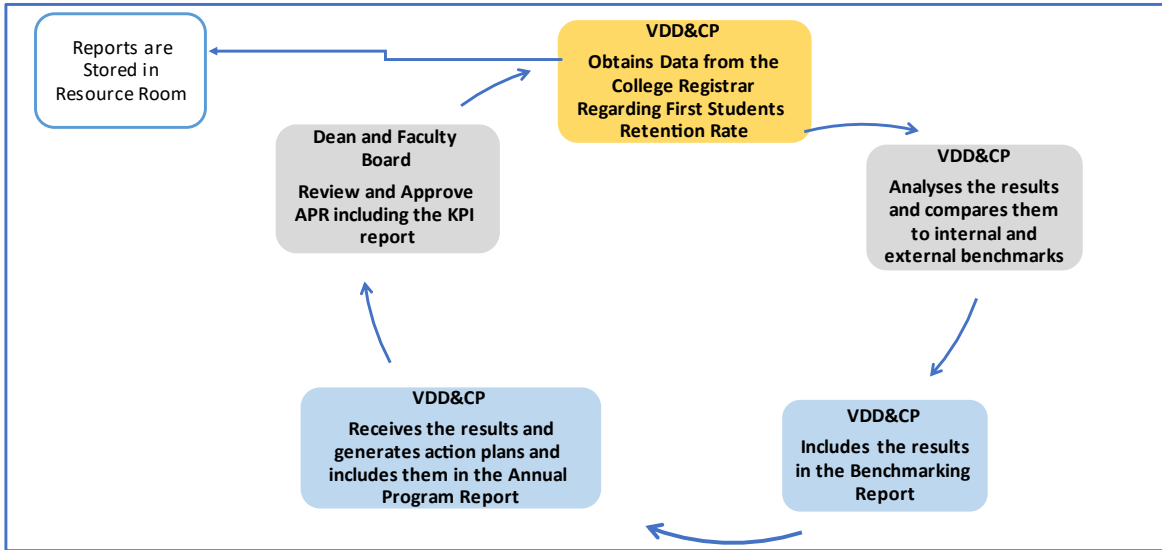 Reports are
Stored in
Resource Room
VDD&CP
Obtains Data from the
College Registrar
Regarding First Students
Retention Rate
VDD&CP
Analyses the results
and compares them
to internal and
external benchmarks
VDD&CP
Includes the results
in the Benchmarking
Report
VDD&CP
Receives the results and
generates action plans and
includes them in the Annual
Program Report
Dean and Faculty
Board
Review and Approve
APR including the KPI
report